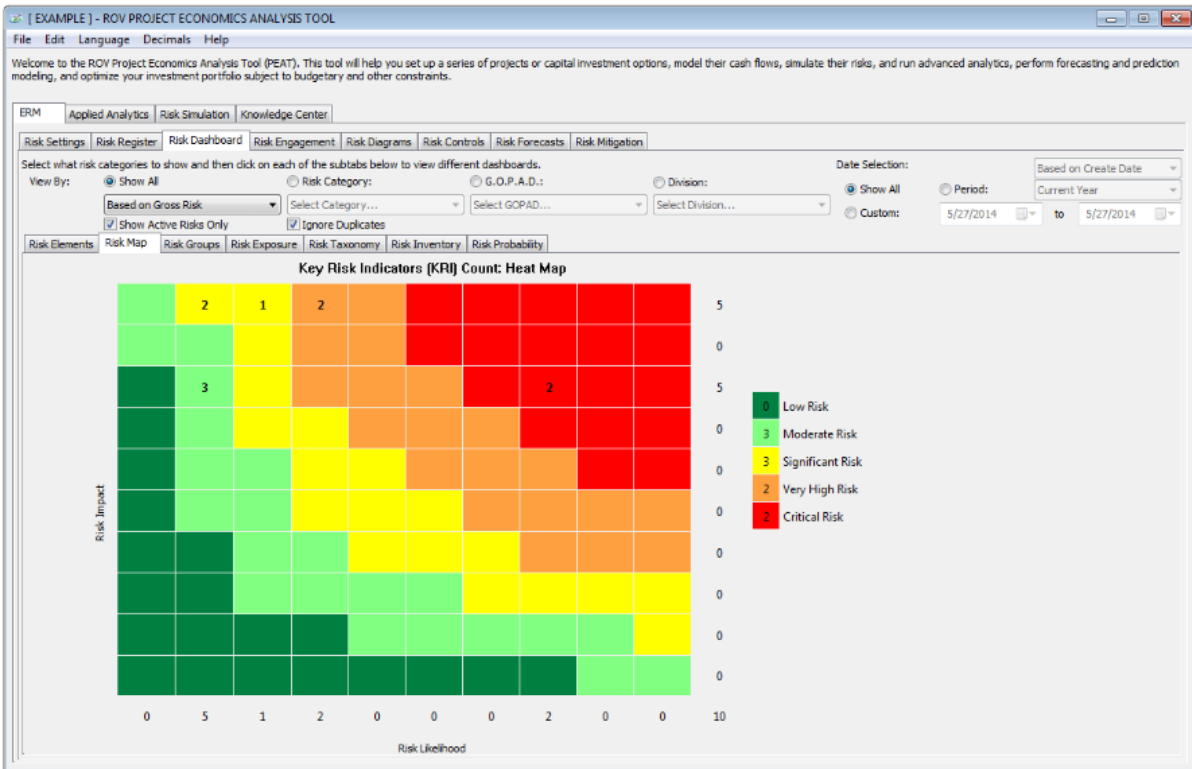 [ EXAMPLE ] - ROV PROJECT ECONOMICS ANALYSIS TOOL
File Edit Language Decimals Help
Welcome to the ROV Project Economics Analysis Tool (PEAT). This tool will help you set up a series of projects or capital investment options, model their cash flows, simulate their risks, and run advanced analytics, perform forecasting and prediction
modeling, and optimize your investment portfolio subject to budgetary and other constraints.
ERM Applied Analytics Risk Simulation Knowledge Center
Risk Settings Risk Register Risk Dashboard Risk Engagement Risk Diagrams Risk Controls Risk Forecasts Risk Mitigation
Select what risk categories to show and then click on each of the subtabs below to view different dashboards. Date Selection: Based on Create Date
View By: Show All Risk Category: G.O.P.A.D.: Division: Show All Period: Current Year
Based on Gross Risk Select Category... Select GOPAD... Select Division... Custom: 5/27/2014 to 5/27/2014
Show Active Risks Only Ignore Duplicates
Risk Elements Risk Map Risk Groups Risk Exposure Risk Taxonomy Risk Inventory Risk Probability
Key Risk Indicators (KRI) Count: Heat Map
2 1 2 5
0
3 2 5
0 Low Risk
0
3 Moderate Risk
0
3 Significant Risk
2 Very High Risk
0
2 Critical Risk
Risk Impact
0
0
0
0
0 5 1 2 0 0 0 2 0 0 10
Risk Likelihood